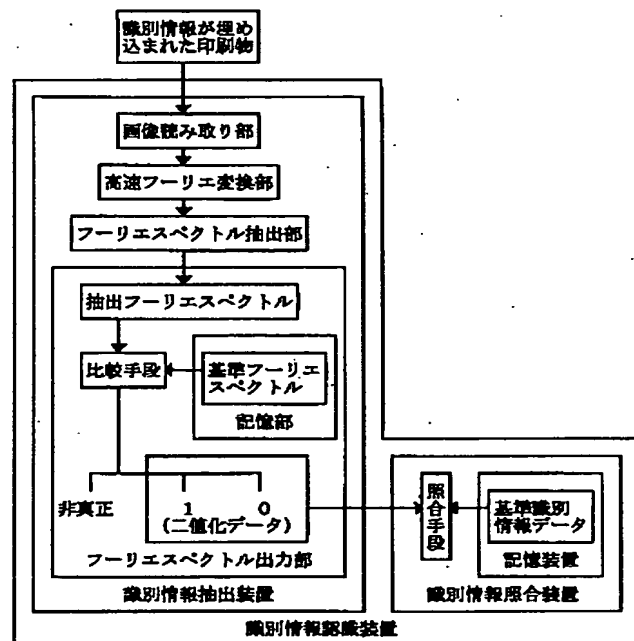 識別情報が埋め
込まれた印刷物
画像読み取り部
高速フーリエ変換部
フーリエスペクトル抽出部
抽出フーリエスペクトル
比較手段
基準フーリエ
スペクトル
記憶部
非真正
1
0
(二値化データ)
フーリエスペクトル出力部
識別情報抽出装置
照合手段
基準識別
情報データ
記憶装置
識別情報照合装置
識別情報認識装置